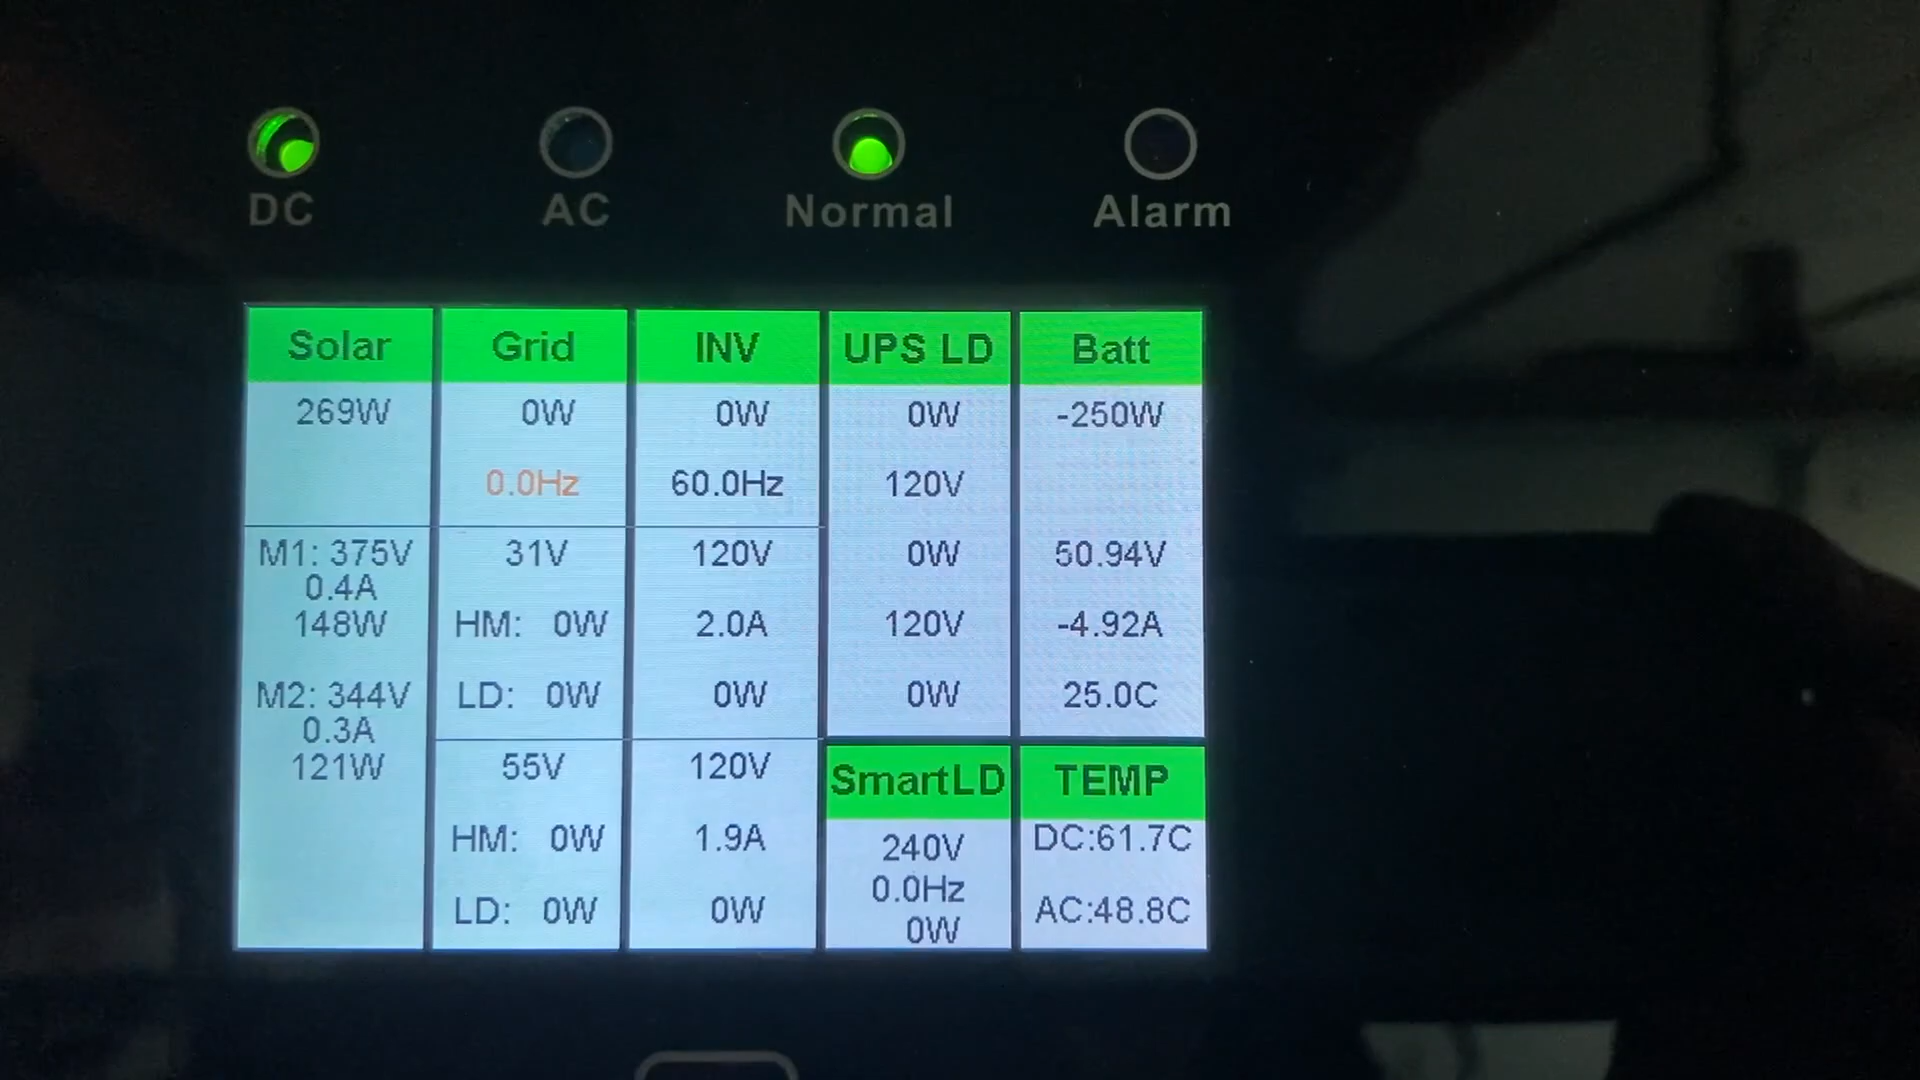 DC AC Normal Alarm
Solar Grid INV UPS LD Batt
269W 0W 0W 0W -250W
0.0Hz 60.0Hz 120V
M1: 375V 31V 120V 0W 50.94V
0.4A
148W HM: 0W 2.0A 120V -4.92A
M2: 344V LD: 0W 0W 0W 25.0C
0.3A
121W 55V 120V SmartLD TEMP
HM: 0W 1.9A 240V DC:61.7C
0.0Hz
LD: 0W 0W 0W AC:48.8C